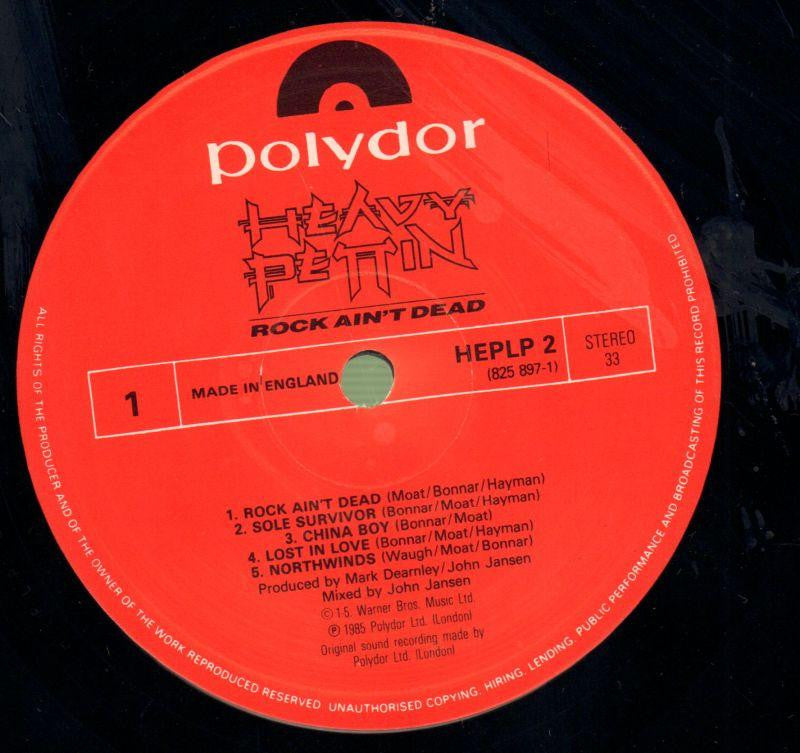 polydor
HEAVY
PETTIN
ROCK AIN'T DEAD
1
MADE IN ENGLAND
HEPLP 2
(825 897-1)
STEREO
33
1. ROCK AIN'T DEAD (Moat/Bonnar/Hayman)
2. SOLE SURVIVOR (Bonnar/Moat/Hayman)
3. CHINA BOY (Bonnar/Moat)
4. LOST IN LOVE (Bonnar/Moat/Hayman)
5. NORTHWINDS (Waugh/Moat/Bonnar)
Produced by Mark Dearnley/John Jansen
Mixed by John Jansen
© 1-5. Warner Bros. Music Ltd.
℗ 1985 Polydor Ltd. (London)
Original sound recording made by
Polydor Ltd. (London)
ALL RIGHTS OF THE PRODUCER AND OF THE OWNER OF THE WORK REPRODUCED RESERVED. UNAUTHORISED COPYING, HIRING, LENDING, PUBLIC PERFORMANCE AND BROADCASTING OF THIS RECORD PROHIBITED